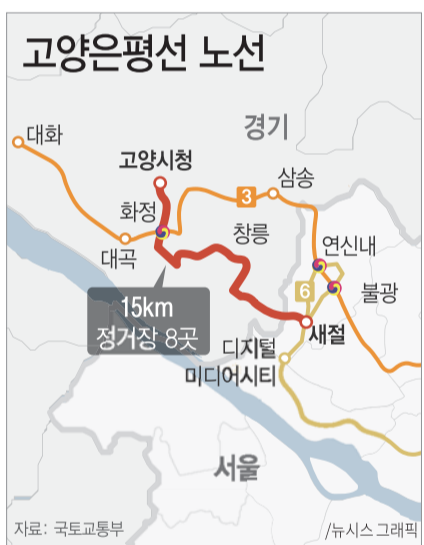 고양은평선 노선
경기
대화
고양시청
삼송
3
화정
창릉
대곡
연신내
6
불광
15km
정거장 8곳
새절
디지털
미디어시티
서울
자료: 국토교통부
/뉴시스 그래픽